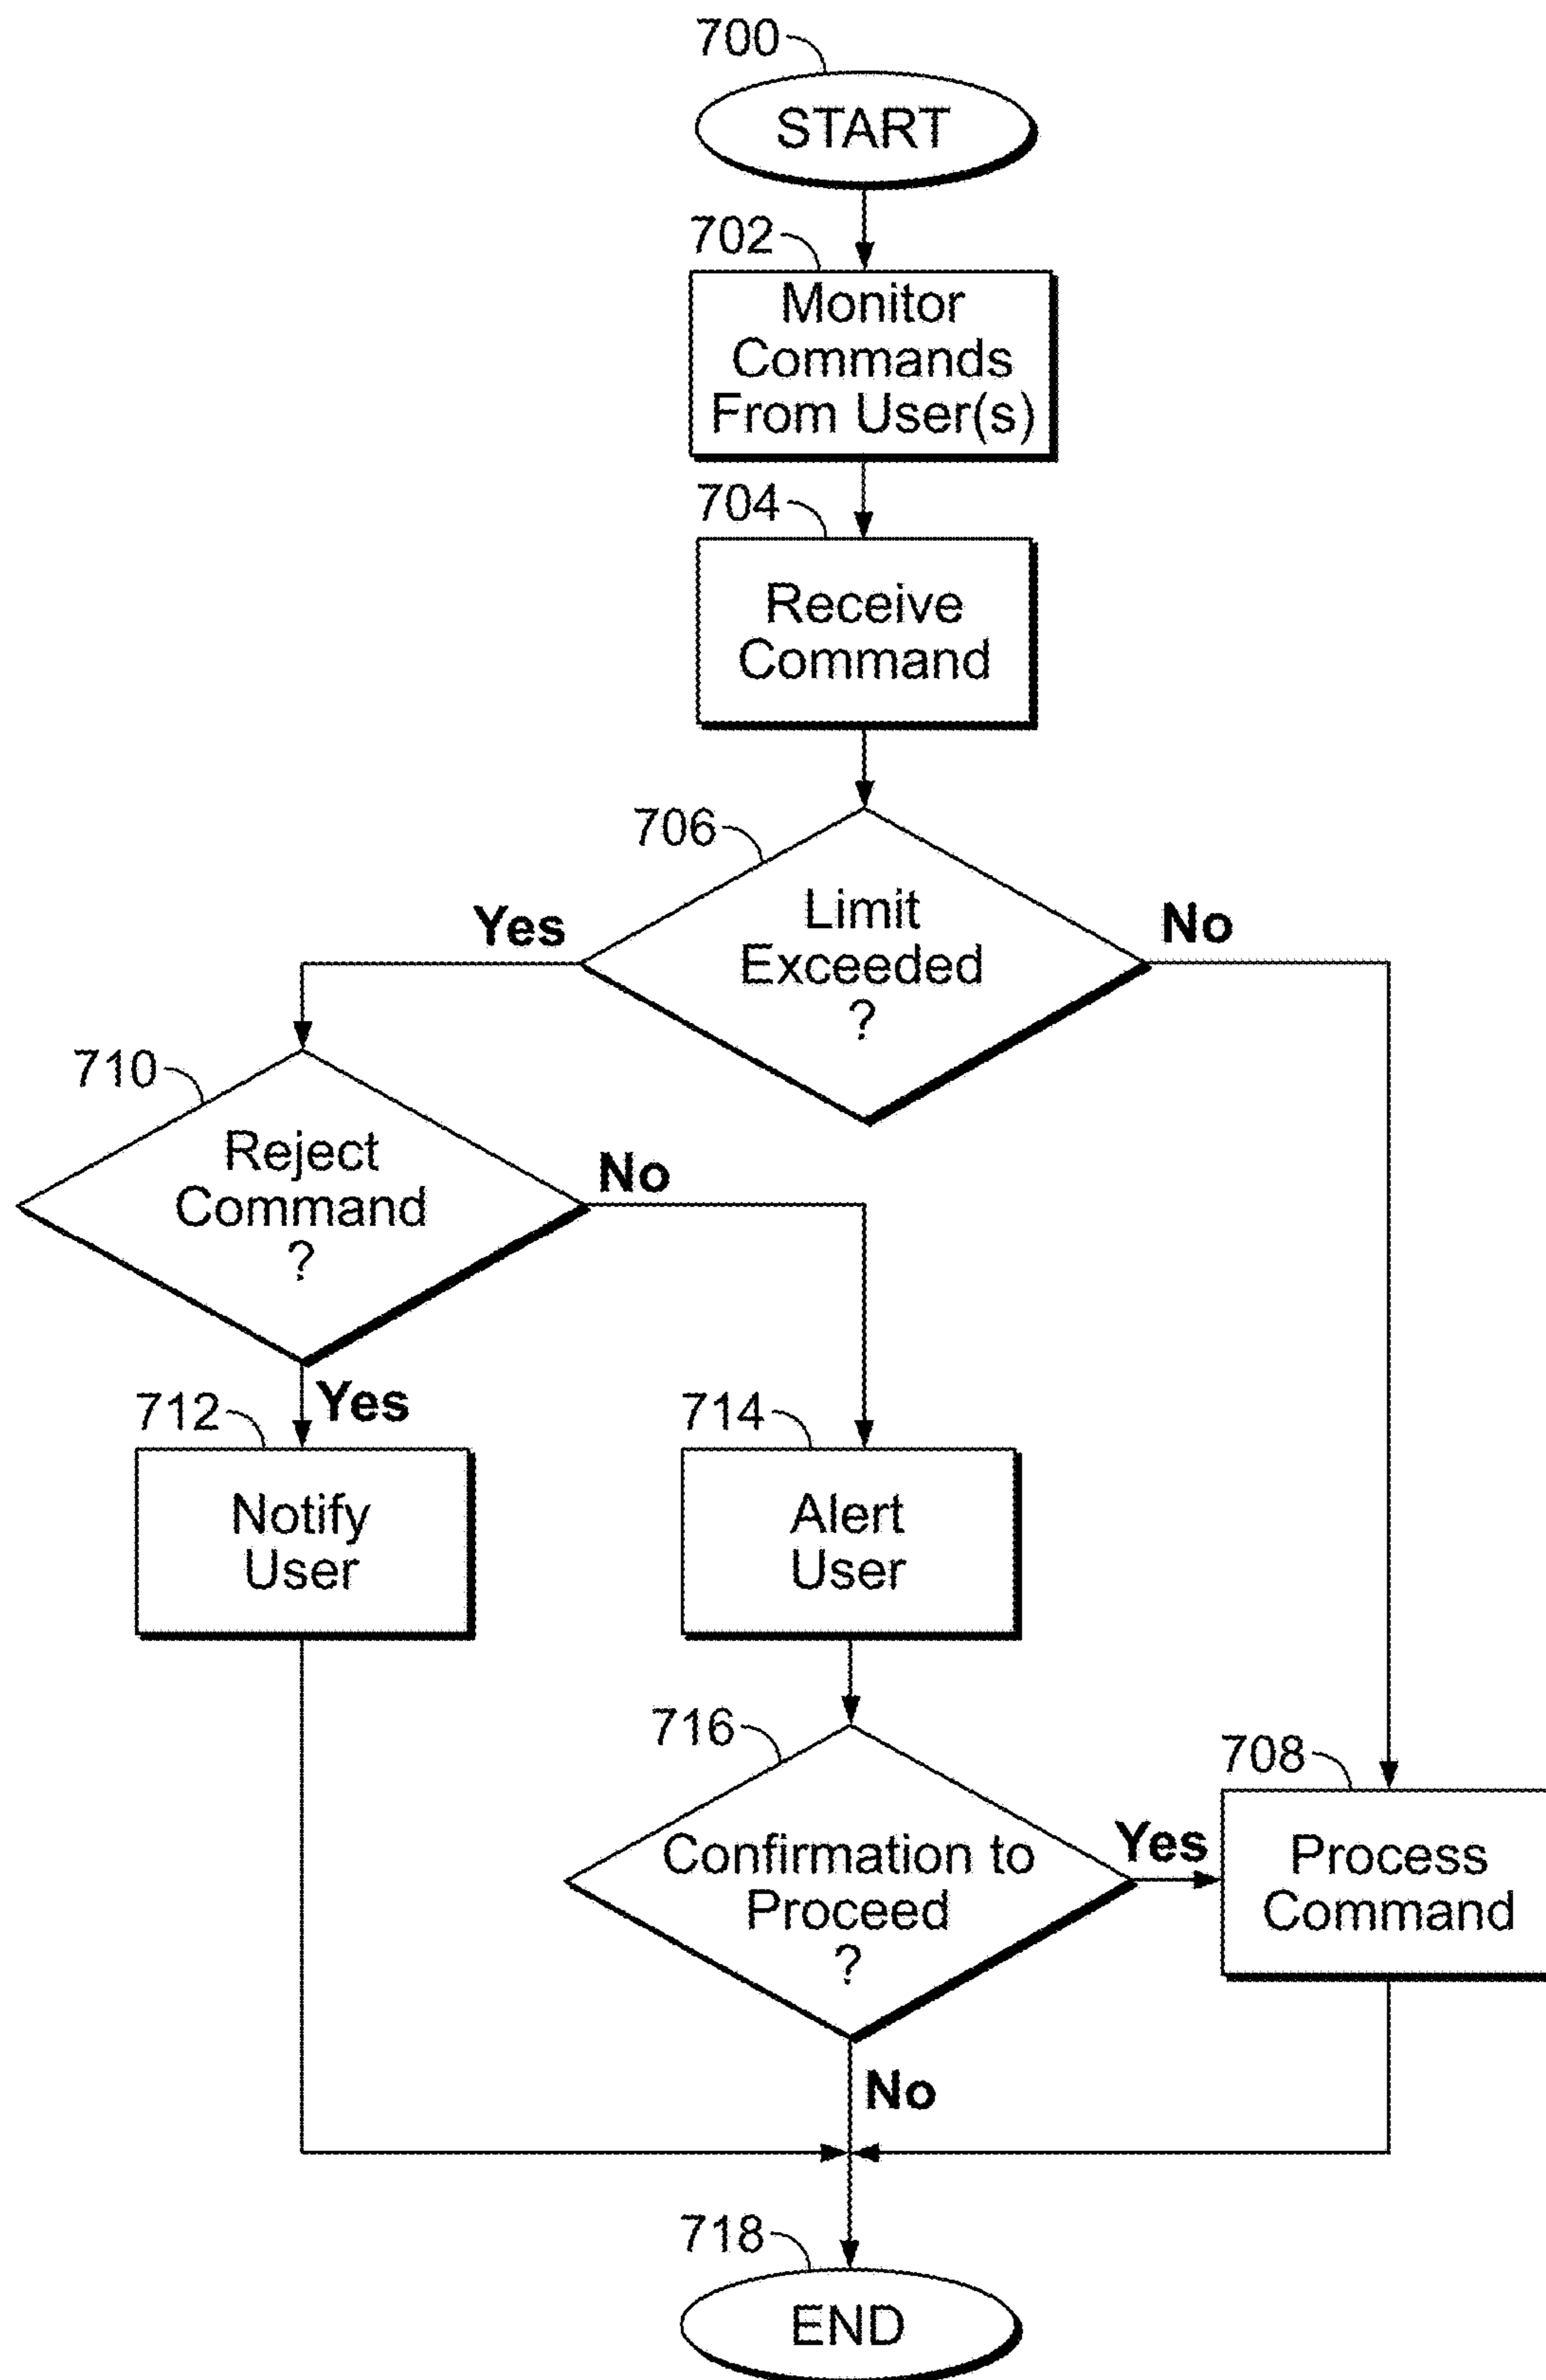 700
START
702
Monitor
Commands
From User(s)
704
Receive
Command
706
Limit
Exceeded
?
Yes
No
710
Reject
Command
?
No
Yes
712
Notify
User
714
Alert
User
716
Confirmation to
Proceed
?
Yes
No
708
Process
Command
718
END